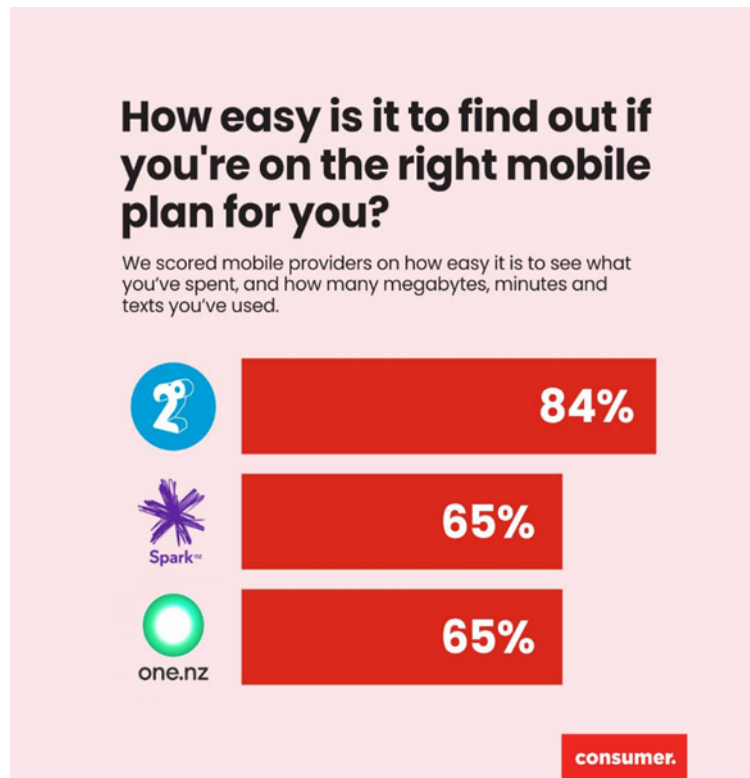 How easy is it to find out if
you're on the right mobile
plan for you?
We scored mobile providers on how easy it is to see what
you've spent, and how many megabytes, minutes and
texts you've used.
2
84%
Spark nz
65%
65%
one.nz
consumer.